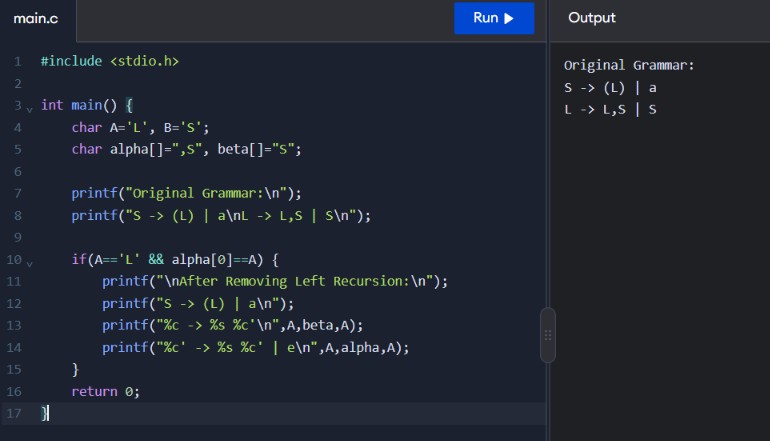 main.c
Run
Output
1 #include <stdio.h>
2
3 int main() {
4     char A='L', B='S';
5     char alpha[]=",S", beta[]="S";
6
7     printf("Original Grammar:\n");
8     printf("S -> (L) | a\nL -> L,S | S\n");
9
10     if(A=='L' && alpha[0]==A) {
11         printf("\nAfter Removing Left Recursion:\n");
12         printf("S -> (L) | a\n");
13         printf("%c -> %s %c'\n",A,beta,A);
14         printf("%c' -> %s %c' | e\n",A,alpha,A);
15     }
16     return 0;
17 }
Original Grammar:
S -> (L) | a
L -> L,S | S